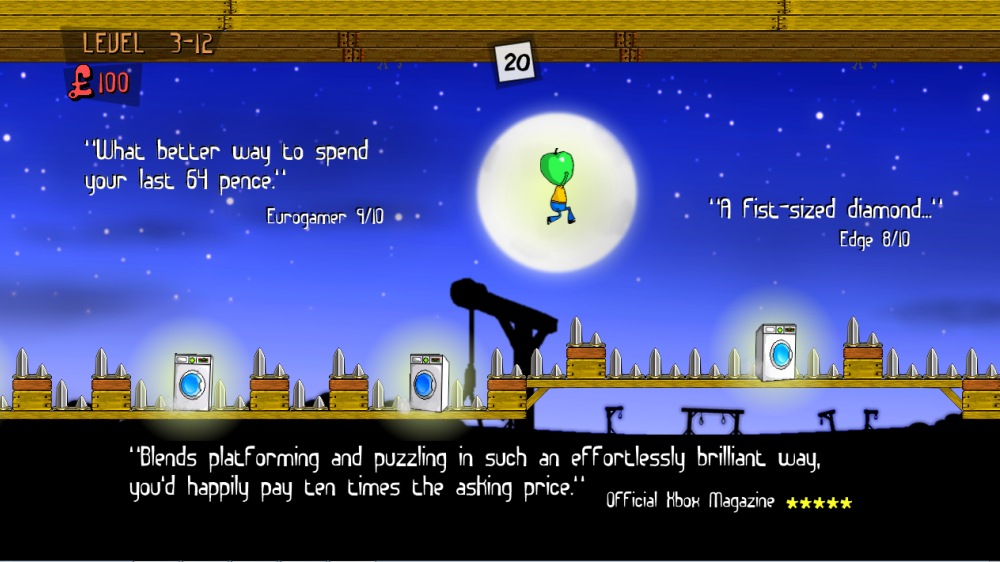 LEVEL 3-12
20
£100
"What better way to spend
your last 64 pence."
Eurogamer 9/10
"A Fist-sized diamond..."
Edge 8/10
"Blends platforming and puzzling in such an effortlessly brilliant way,
you'd happily pay ten times the asking price."
Official Xbox Magazine ★★★★★